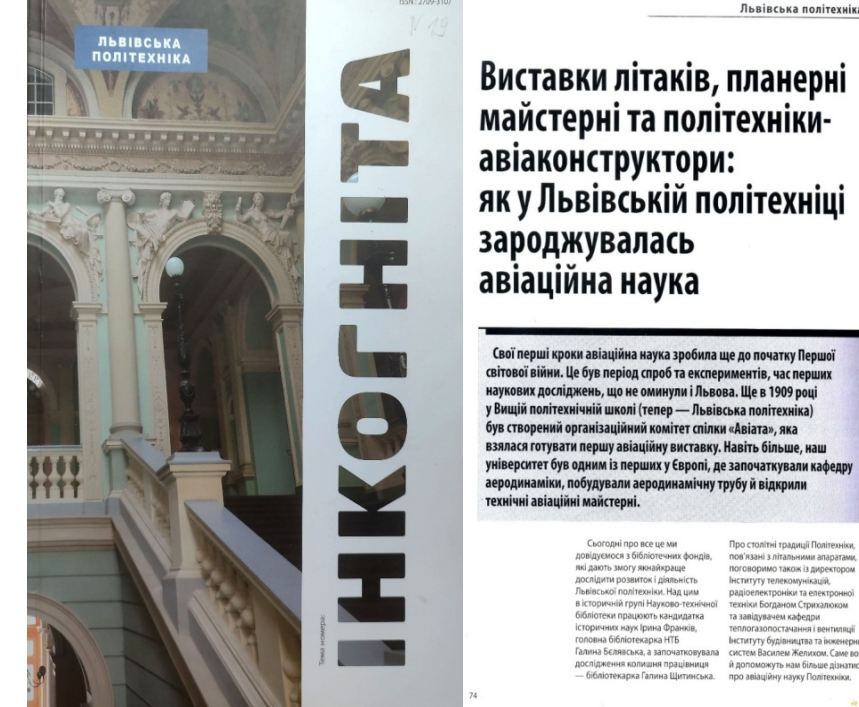 ISSN: 2709-3107
N 19
ЛЬВІВСЬКА
ПОЛІТЕХНІКА
ІНКОГНІТА
Тема номера:
Львівська політехніка
Виставки літаків, планерні
майстерні та політехніки-
авіаконструктори:
як у Львівській політехніці
зароджувалась
авіаційна наука
Свої перші кроки авіаційна наука зробила ще до початку Першої
світової війни. Це був період спроб та експериментів, час перших
наукових досліджень, що не оминули і Львова. Ще в 1909 році
у Вищій політехнічній школі (тепер — Львівська політехніка)
був створений організаційний комітет спілки «Авіата», яка
взялася готувати першу авіаційну виставку. Навіть більше, наш
університет був одним із перших у Європі, де започаткували кафедру
аеродинаміки, побудували аеродинамічну трубу й відкрили
технічні авіаційні майстерні.
Сьогодні про все це ми
довідуємося з бібліотечних фондів,
які дають змогу якнайкраще
дослідити розвиток і діяльність
Львівської політехніки. Над цим
в історичній групі Науково-технічної
бібліотеки працюють кандидатка
історичних наук Ірина Франків,
головна бібліотекарка НТБ
Галина Бєлявська, а започатковувала
дослідження колишня працівниця
— бібліотекарка Галина Щитинська.
Про столітні традиції Політехніки,
пов'язані з літальними апаратами,
поговоримо також із директором
Інституту телекомунікацій,
радіоелектроніки та електронної
техніки Богданом Стрихалюком
та завідувачем кафедри
теплогазопостачання і вентиляції
Інституту будівництва та інженерних
систем Василем Желихом. Саме во
й допоможуть нам більше дізнатис
про авіаційну науку Політехніки.
74